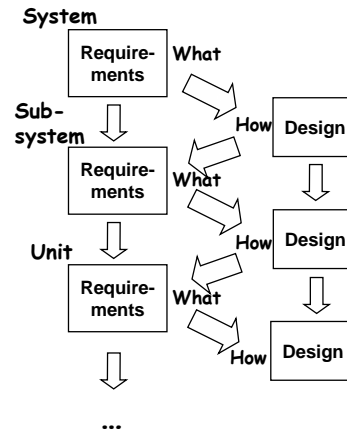 System
Require-
ments
What
Sub-
system
How
Design
Require-
ments
What
Unit
How
Design
Require-
ments
What
How
Design
...